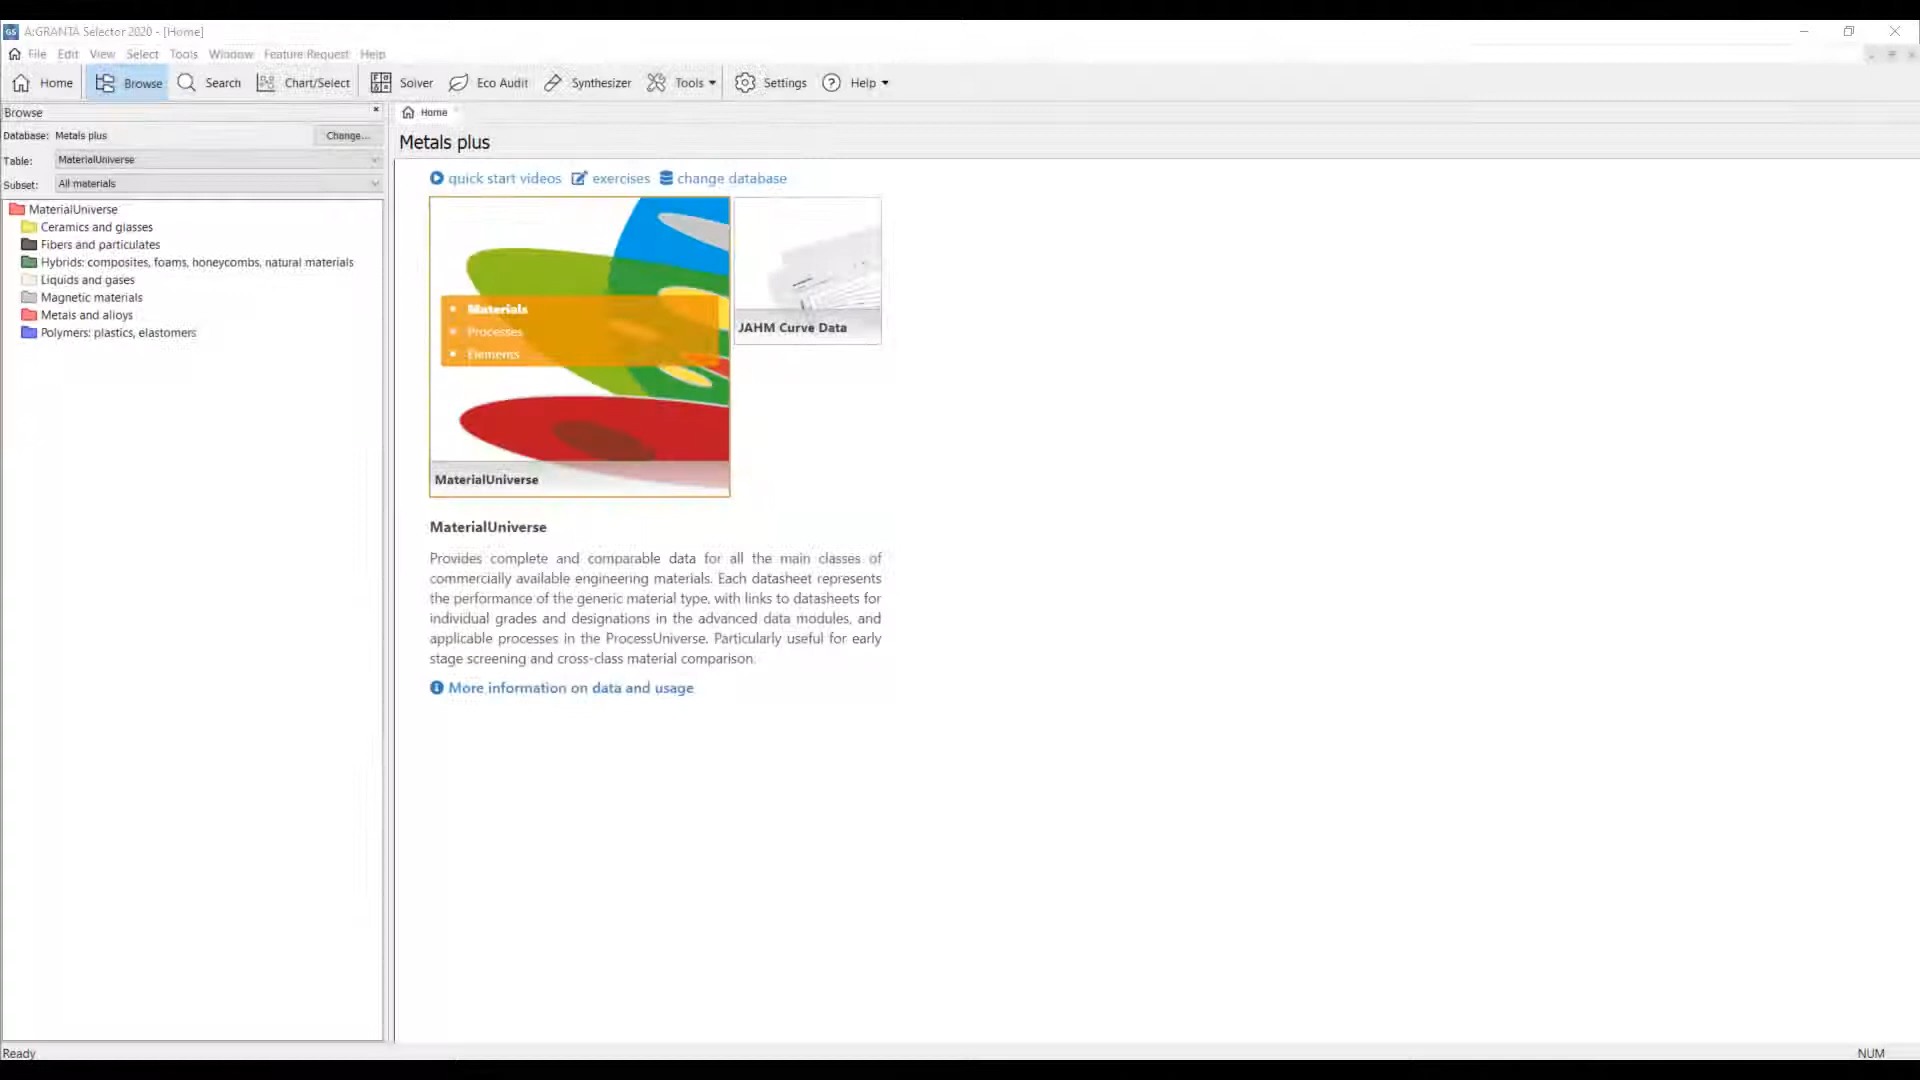 GS A:GRANTA Selector 2020 - [Home]
File Edit View Select Tools Window Feature Request Help
Home Browse Search Chart/Select Solver Eco Audit Synthesizer Tools Settings Help
Browse
Database: Metals plus Change...
Table: MaterialUniverse
Subset: All materials
MaterialUniverse
Ceramics and glasses
Fibers and particulates
Hybrids: composites, foams, honeycombs, natural materials
Liquids and gases
Magnetic materials
Metals and alloys
Polymers: plastics, elastomers
Home
Metals plus
quick start videos exercises change database
• Materials
• Processes
• Elements
MaterialUniverse
JAHM Curve Data
MaterialUniverse
Provides complete and comparable data for all the main classes of
commercially available engineering materials. Each datasheet represents
the performance of the generic material type, with links to datasheets for
individual grades and designations in the advanced data modules, and
applicable processes in the ProcessUniverse. Particularly useful for early
stage screening and cross-class material comparison.
More information on data and usage
Ready
NUM